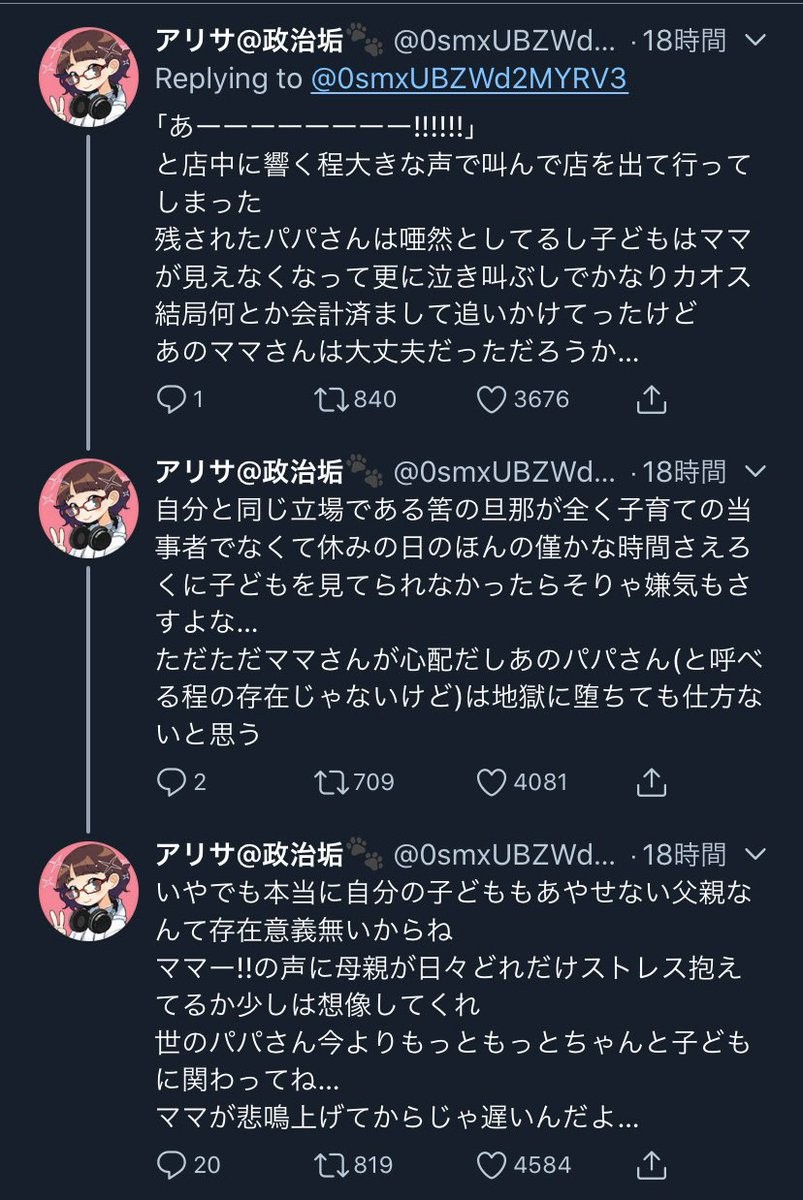 アリサ@政治垢🐾 @0smxUBZWd... ·18時間
Replying to @0smxUBZWd2MYRV3
「あーーーーーーーー!!!!!!」
と店中に響く程大きな声で叫んで店を出て行って
しまった
残されたパパさんは唖然としてるし子どもはママ
が見えなくなって更に泣き叫ぶしでかなりカオス
結局何とか会計済まして追いかけてったけど
あのママさんは大丈夫だっただろうか...
1 840 3676
アリサ@政治垢🐾 @0smxUBZWd... ·18時間
自分と同じ立場である筈の旦那が全く子育ての当
事者でなくて休みの日のほんの僅かな時間さえろ
くに子どもを見てられなかったらそりゃ嫌気もさ
すよな...
ただただママさんが心配だしあのパパさん(と呼べ
る程の存在じゃないけど)は地獄に堕ちても仕方な
いと思う
2 709 4081
アリサ@政治垢🐾 @0smxUBZWd... ·18時間
いやでも本当に自分の子どももあやせない父親な
んて存在意義無いからね
ママー!!の声に母親が日々どれだけストレス抱え
てるか少しは想像してくれ
世のパパさん今よりもっともっとちゃんと子ども
に関わってね...
ママが悲鳴上げてからじゃ遅いんだよ...
20 819 4584